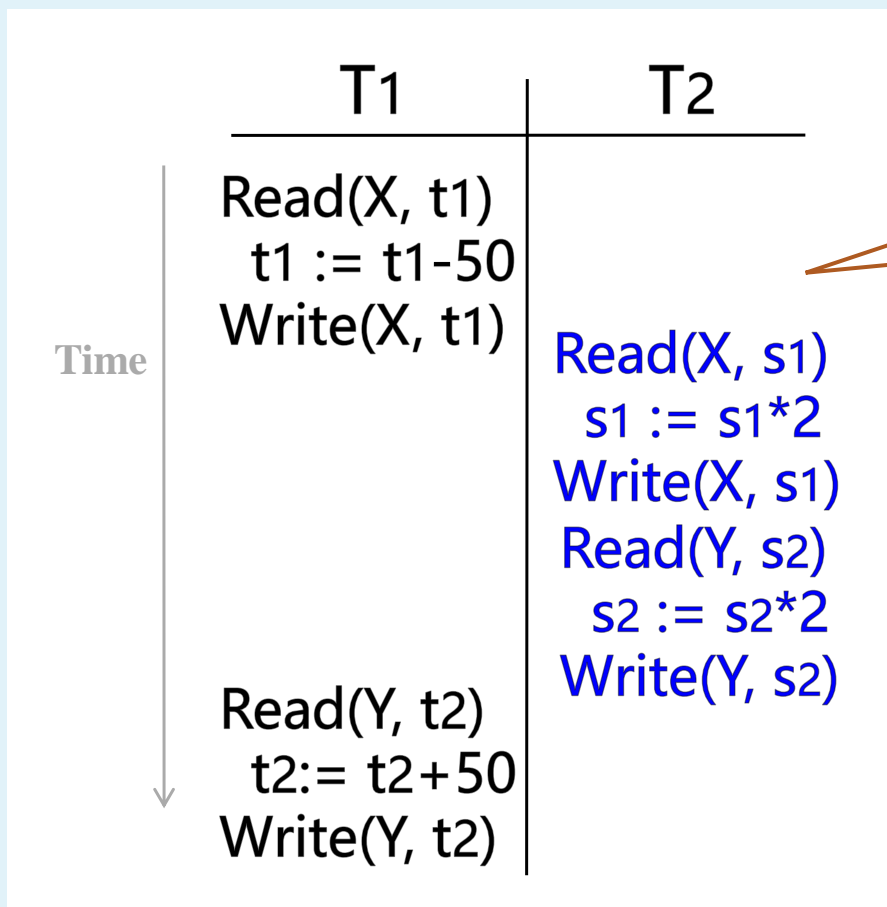 T1
T2
Read(X, t1)
t1 := t1-50
Write(X, t1)
Time
Read(X, s1)
s1 := s1*2
Write(X, s1)
Read(Y, s2)
s2 := s2*2
Write(Y, s2)
Read(Y, t2)
t2:= t2+50
Write(Y, t2)